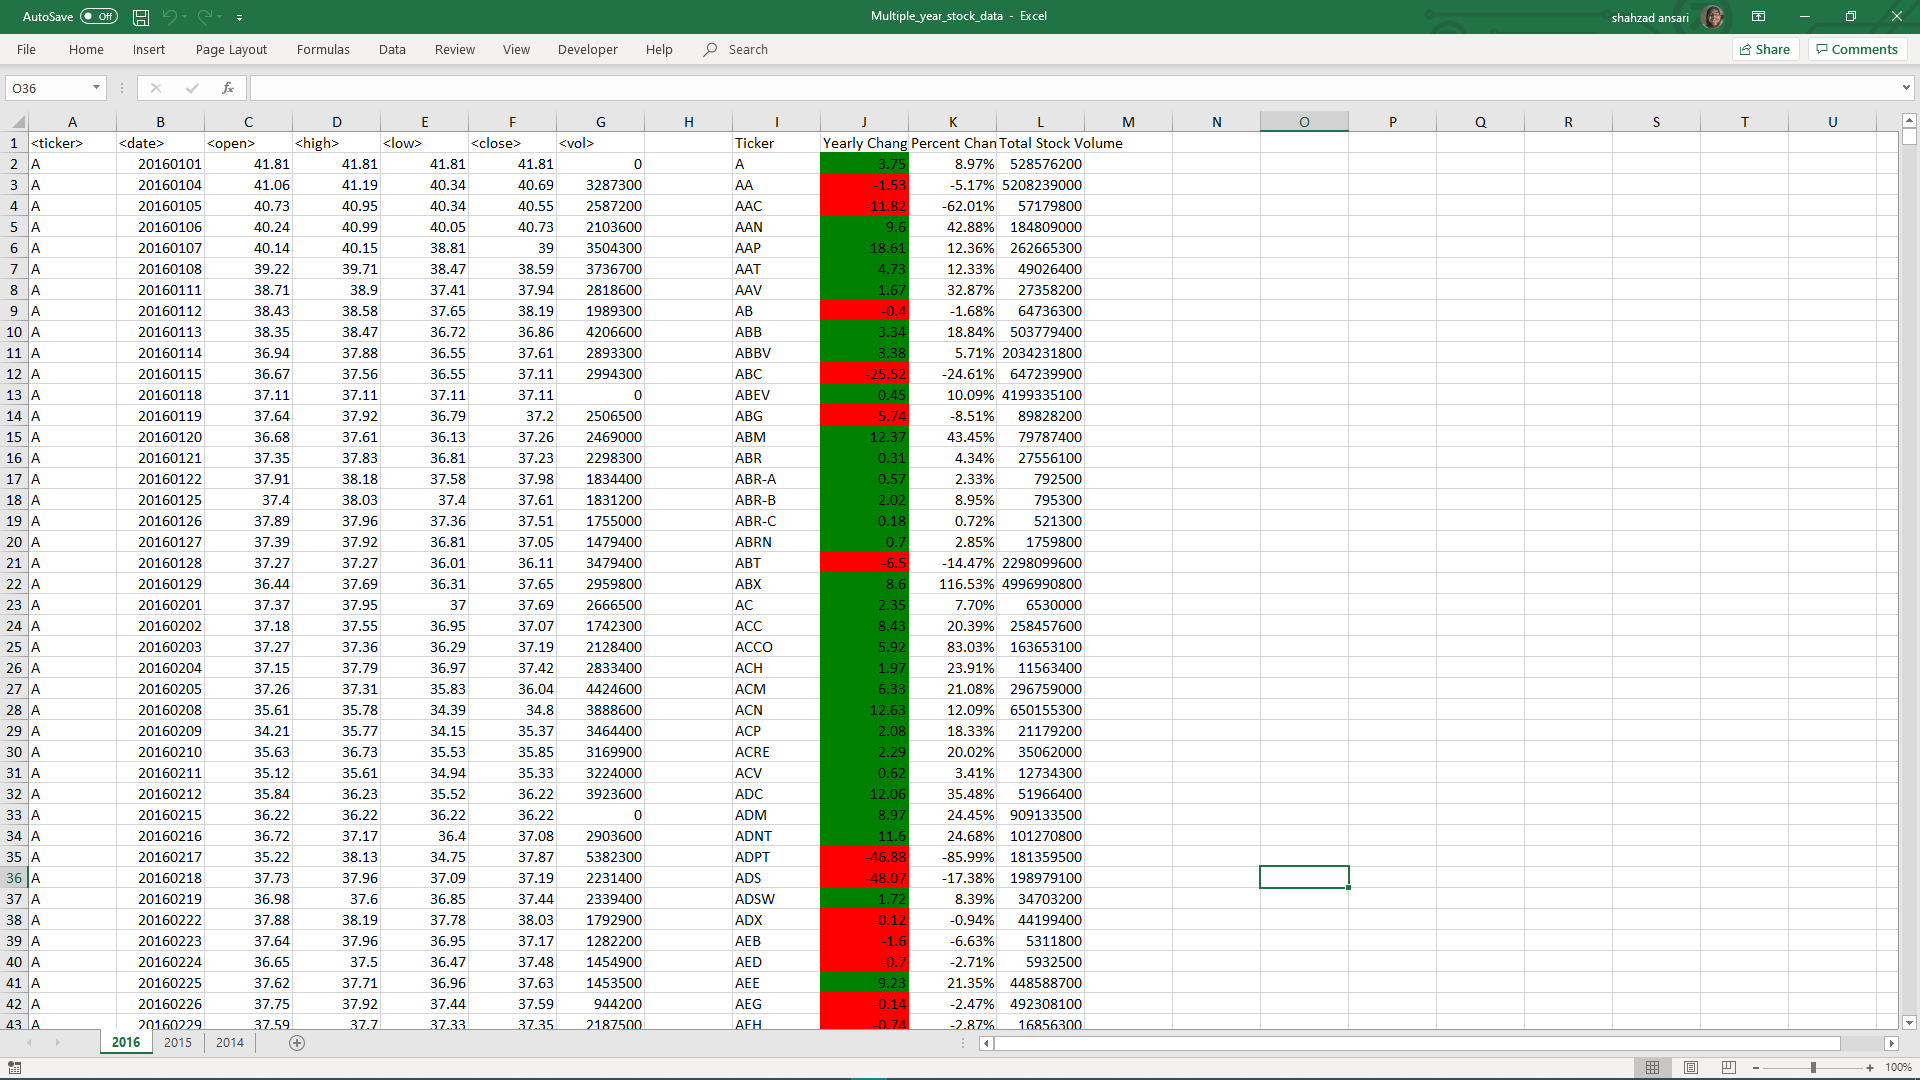 AutoSave Off Multiple_year_stock_data - Excel shahzad ansari
File Home Insert Page Layout Formulas Data Review View Developer Help Search Share Comments
O36 fx
A B C D E F G H I J K L M N O P Q R S T U
1 <ticker> <date> <open> <high> <low> <close> <vol> Ticker Yearly Chang Percent Chan Total Stock Volume
2 A 20160101 41.81 41.81 41.81 41.81 0 A 3.75 8.97% 528576200
3 A 20160104 41.06 41.19 40.34 40.69 3287300 AA -1.53 -5.17% 5208239000
4 A 20160105 40.73 40.95 40.34 40.55 2587200 AAC -11.82 -62.01% 57179800
5 A 20160106 40.24 40.99 40.05 40.73 2103600 AAN 9.6 42.88% 184809000
6 A 20160107 40.14 40.15 38.81 39 3504300 AAP 18.61 12.36% 262665300
7 A 20160108 39.22 39.71 38.47 38.59 3736700 AAT 4.73 12.33% 49026400
8 A 20160111 38.71 38.9 37.41 37.94 2818600 AAV 1.67 32.87% 27358200
9 A 20160112 38.43 38.58 37.65 38.19 1989300 AB -0.4 -1.68% 64736300
10 A 20160113 38.35 38.47 36.72 36.86 4206600 ABB 3.34 18.84% 503779400
11 A 20160114 36.94 37.88 36.55 37.61 2893300 ABBV 3.38 5.71% 2034231800
12 A 20160115 36.67 37.56 36.55 37.11 2994300 ABC -25.52 -24.61% 647239900
13 A 20160118 37.11 37.11 37.11 37.11 0 ABEV 0.45 10.09% 4199335100
14 A 20160119 37.64 37.92 36.79 37.2 2506500 ABG -5.74 -8.51% 89828200
15 A 20160120 36.68 37.61 36.13 37.26 2469000 ABM 12.37 43.45% 79787400
16 A 20160121 37.35 37.83 36.81 37.23 2298300 ABR 0.31 4.34% 27556100
17 A 20160122 37.91 38.18 37.58 37.98 1834400 ABR-A 0.57 2.33% 792500
18 A 20160125 37.4 38.03 37.4 37.61 1831200 ABR-B 2.02 8.95% 795300
19 A 20160126 37.89 37.96 37.36 37.51 1755000 ABR-C 0.18 0.72% 521300
20 A 20160127 37.39 37.92 36.81 37.05 1479400 ABRN 0.7 2.85% 1759800
21 A 20160128 37.27 37.27 36.01 36.11 3479400 ABT -6.5 -14.47% 2298099600
22 A 20160129 36.44 37.69 36.31 37.65 2959800 ABX 8.6 116.53% 4996990800
23 A 20160201 37.37 37.95 37 37.69 2666500 AC 2.35 7.70% 6530000
24 A 20160202 37.18 37.55 36.95 37.07 1742300 ACC 8.43 20.39% 258457600
25 A 20160203 37.27 37.36 36.29 37.19 2128400 ACCO 5.92 83.03% 163653100
26 A 20160204 37.15 37.79 36.97 37.42 2833400 ACH 1.97 23.91% 11563400
27 A 20160205 37.26 37.31 35.83 36.04 4424600 ACM 6.33 21.08% 296759000
28 A 20160208 35.61 35.78 34.39 34.8 3888600 ACN 12.63 12.09% 650155300
29 A 20160209 34.21 35.77 34.15 35.37 3464400 ACP 2.08 18.33% 21179200
30 A 20160210 35.63 36.73 35.53 35.85 3169900 ACRE 2.29 20.02% 35062000
31 A 20160211 35.12 35.61 34.94 35.33 3224000 ACV 0.62 3.41% 12734300
32 A 20160212 35.84 36.23 35.52 36.22 3923600 ADC 12.06 35.48% 51966400
33 A 20160215 36.22 36.22 36.22 36.22 0 ADM 8.97 24.45% 909133500
34 A 20160216 36.72 37.17 36.4 37.08 2903600 ADNT 11.6 24.68% 101270800
35 A 20160217 35.22 38.13 34.75 37.87 5382300 ADPT -46.88 -85.99% 181359500
36 A 20160218 37.73 37.96 37.09 37.19 2231400 ADS -48.07 -17.38% 198979100
37 A 20160219 36.98 37.6 36.85 37.44 2339400 ADSW 1.72 8.39% 34703200
38 A 20160222 37.88 38.19 37.78 38.03 1792900 ADX -0.12 -0.94% 44199400
39 A 20160223 37.64 37.96 36.95 37.17 1282200 AEB -1.6 -6.63% 5311800
40 A 20160224 36.65 37.5 36.47 37.48 1454900 AED -0.7 -2.71% 5932500
41 A 20160225 37.62 37.71 36.96 37.63 1453500 AEE 9.23 21.35% 448588700
42 A 20160226 37.75 37.92 37.44 37.59 944200 AEG -0.14 -2.47% 492308100
43 A 20160229 37.59 37.7 37.33 37.35 2187500 AEH -0.74 -2.87% 16856300
2016 2015 2014
100%